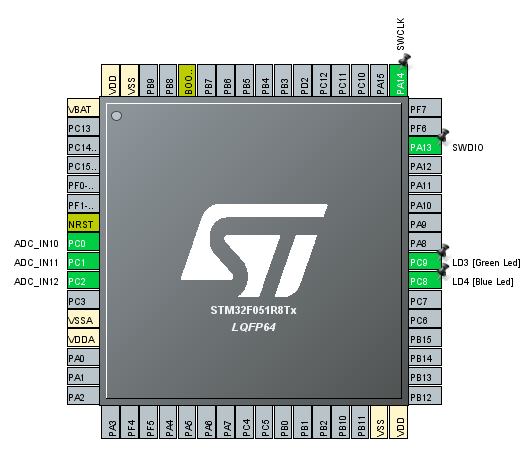 SWCLK
VDD
VSS
PB9
PB8
BOO..
PB7
PB6
PB5
PB4
PB3
PD2
PC12
PC11
PC10
PA15
PA14
VBAT
PC13
PC14..
PC15..
PF0-..
PF1-..
NRST
ADC_IN10 PC0
ADC_IN11 PC1
ADC_IN12 PC2
PC3
VSSA
VDDA
PA0
PA1
PA2
ST
STM32F051R8Tx
LQFP64
PF7
PF6
PA13 SWDIO
PA12
PA11
PA10
PA9
PA8
PC9 LD3 [Green Led]
PC8 LD4 [Blue Led]
PC7
PC6
PB15
PB14
PB13
PB12
PA3
PF4
PF5
PA4
PA5
PA6
PA7
PC4
PC5
PB0
PB1
PB2
PB10
PB11
VSS
VDD